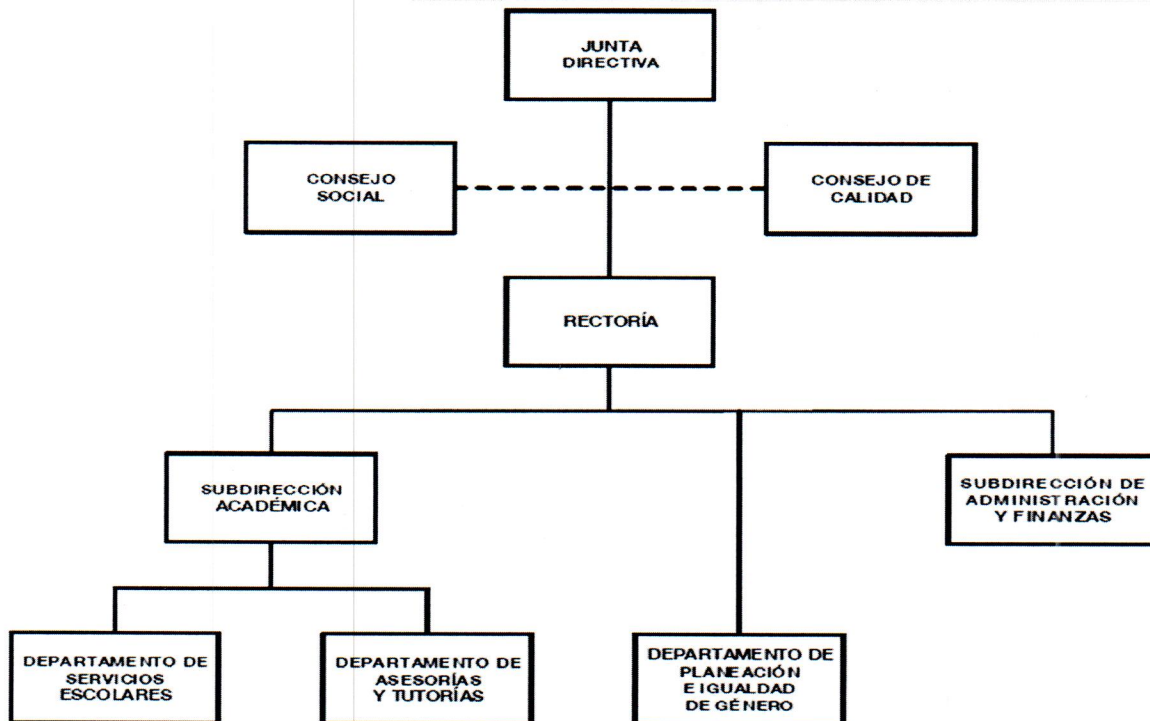 JUNTA
DIRECTIVA
CONSEJO
SOCIAL
CONSEJO DE
CALIDAD
RECTORÍA
SUBDIRECCIÓN
ACADÉMICA
SUBDIRECCIÓN DE
ADMINISTRACIÓN
Y FINANZAS
DEPARTAMENTO DE
SERVICIOS
ESCOLARES
DEPARTAMENTO DE
ASESORÍAS
Y TUTORÍAS
DEPARTAMENTO DE
PLANEACIÓN
E IGUALDAD
DE GÉNERO